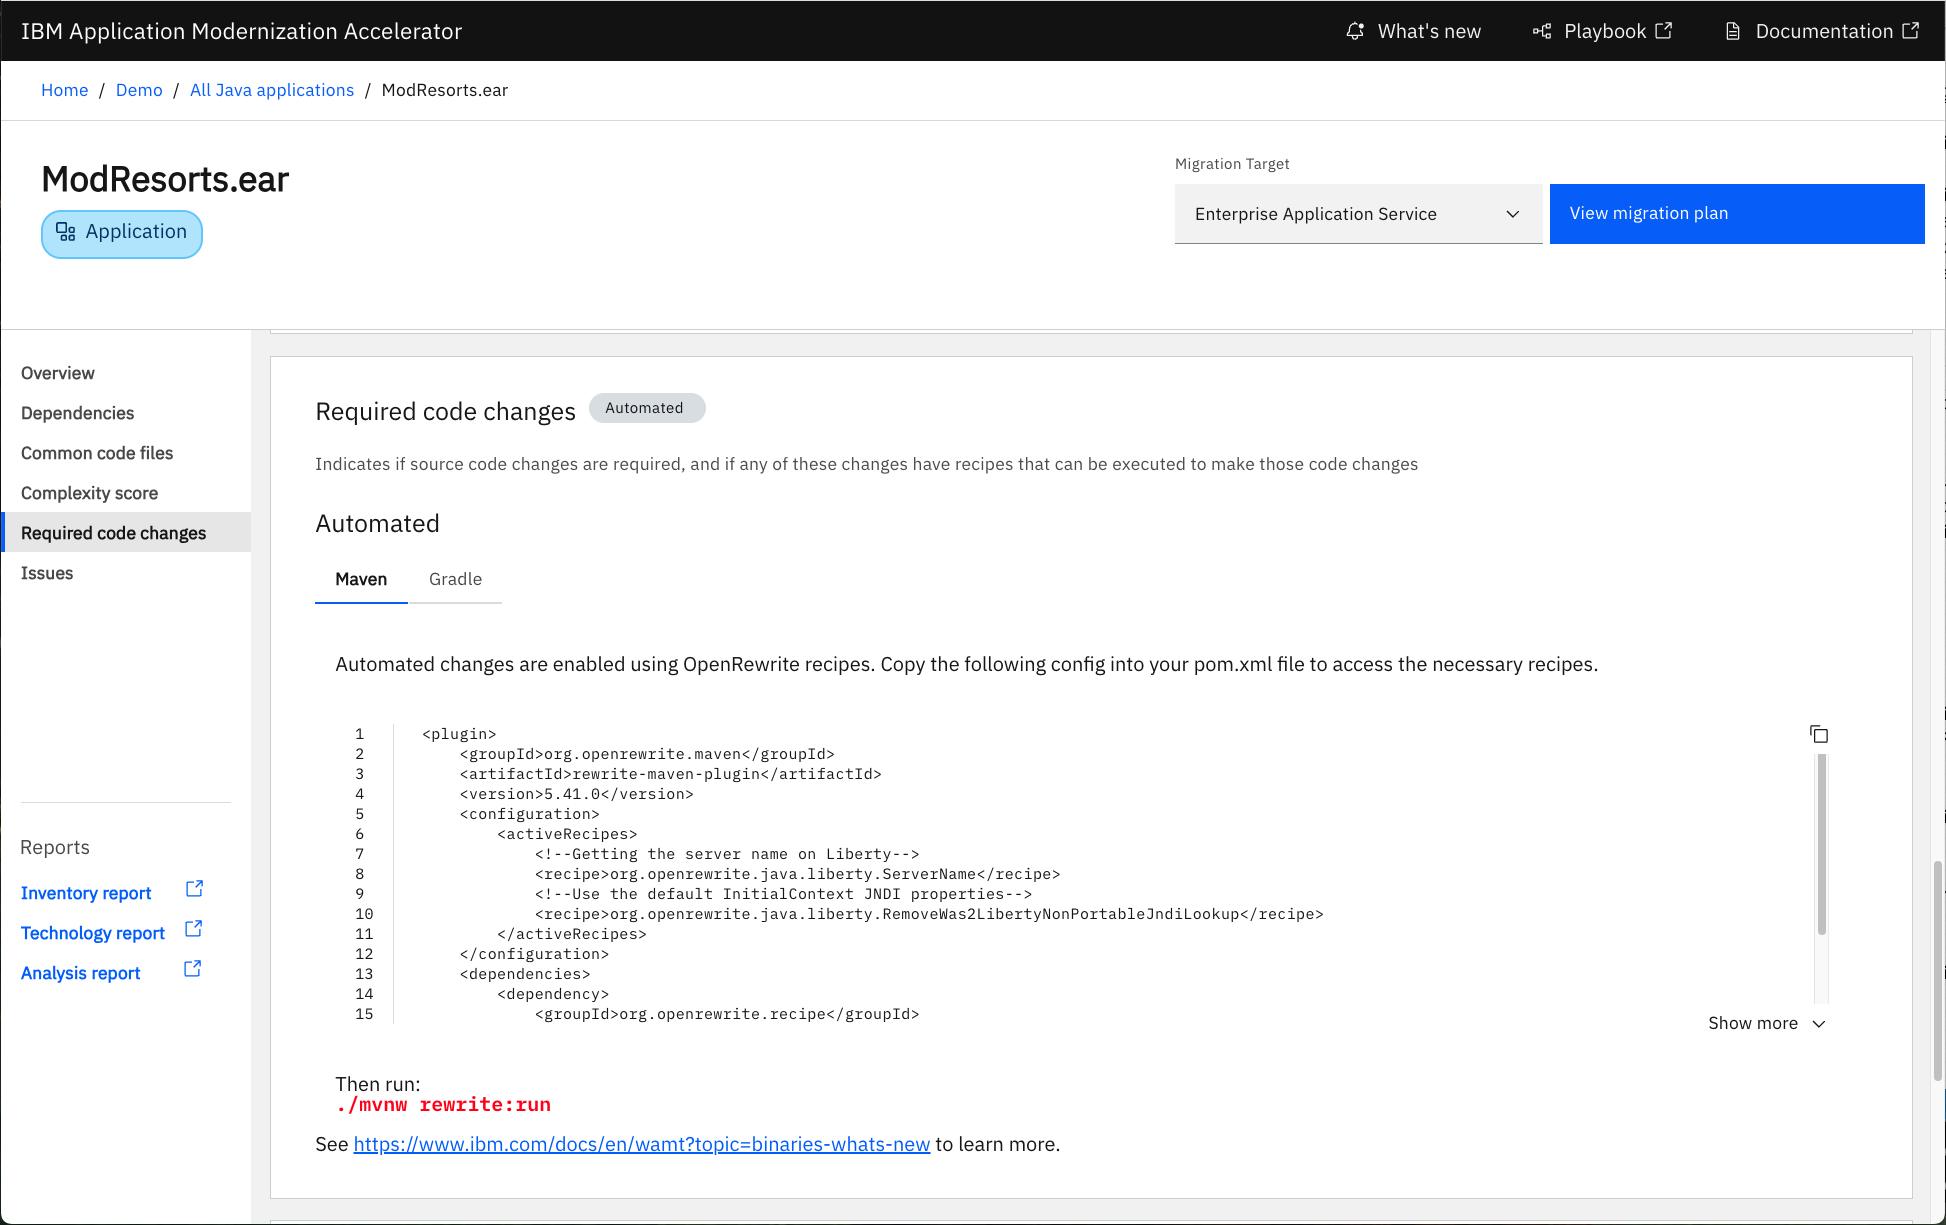 IBM Application Modernization Accelerator
What's new
Playbook
Documentation
Home / Demo / All Java applications / ModResorts.ear
ModResorts.ear
Application
Migration Target
Enterprise Application Service
View migration plan
Overview
Dependencies
Common code files
Complexity score
Required code changes
Issues
Reports
Inventory report
Technology report
Analysis report
Required code changes Automated
Indicates if source code changes are required, and if any of these changes have recipes that can be executed to make those code changes
Automated
Maven Gradle
Automated changes are enabled using OpenRewrite recipes. Copy the following config into your pom.xml file to access the necessary recipes.
1 <plugin>
2 <groupId>org.openrewrite.maven</groupId>
3 <artifactId>rewrite-maven-plugin</artifactId>
4 <version>5.41.0</version>
5 <configuration>
6 <activeRecipes>
7 <!--Getting the server name on Liberty-->
8 <recipe>org.openrewrite.java.liberty.ServerName</recipe>
9 <!--Use the default InitialContext JNDI properties-->
10 <recipe>org.openrewrite.java.liberty.RemoveWas2LibertyNonPortableJndiLookup</recipe>
11 </activeRecipes>
12 </configuration>
13 <dependencies>
14 <dependency>
15 <groupId>org.openrewrite.recipe</groupId>
Show more
Then run:
./mvnw rewrite:run
See https://www.ibm.com/docs/en/wamt?topic=binaries-whats-new to learn more.